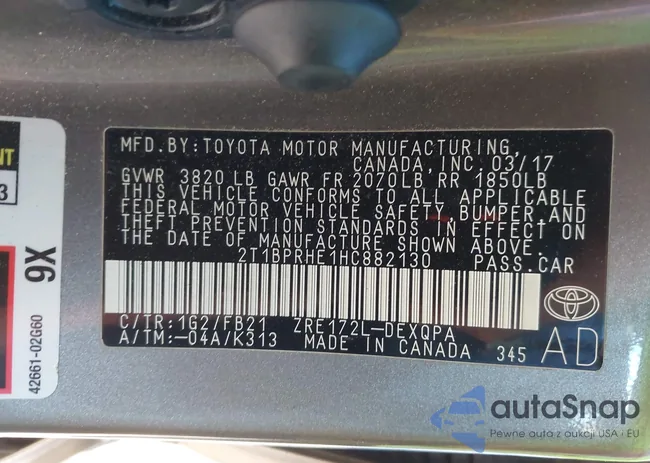 MFD.BY:TOYOTA MOTOR MANUFACTURING
CANADA, INC. 03/17
GVWR 3820 LB GAWR FR 2070LB RR 1850LB
THIS VEHICLE CONFORMS TO ALL APPLICABLE
FEDERAL MOTOR VEHICLE SAFETY, BUMPER, AND
THEFT PREVENTION STANDARDS IN EFFECT ON
THE DATE OF MANUFACTURE SHOWN ABOVE.
2T1BPRHE1HC882130 PASS.CAR
C/TR:1G2/FB21 ZRE172L-DEXQPA
A/TM:-04A/K313 MADE IN CANADA 345
AD
NT
3
9X
42661-02G60
autaSnap
Pewne auta z aukcji USA i EU